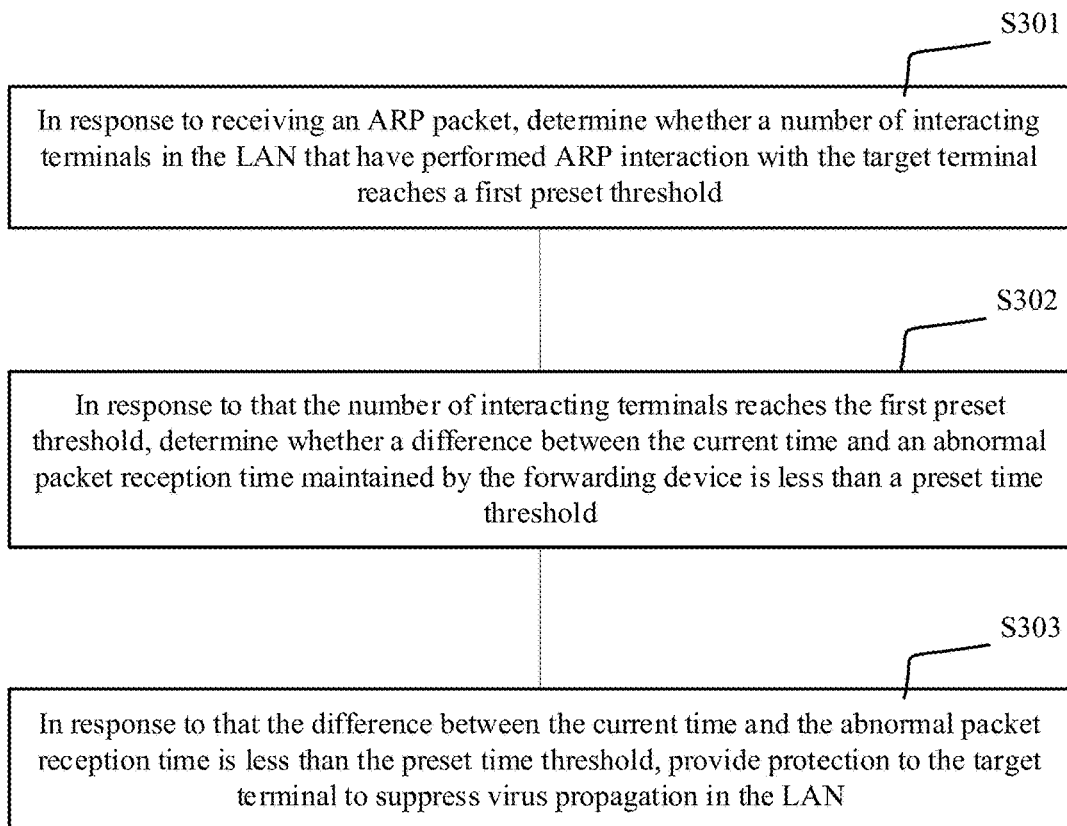 S301
In response to receiving an ARP packet, determine whether a number of interacting
terminals in the LAN that have performed ARP interaction with the target terminal
reaches a first preset threshold
S302
In response to that the number of interacting terminals reaches the first preset
threshold, determine whether a difference between the current time and an abnormal
packet reception time maintained by the forwarding device is less than a preset time
threshold
S303
In response to that the difference between the current time and the abnormal packet
reception time is less than the preset time threshold, provide protection to the target
terminal to suppress virus propagation in the LAN